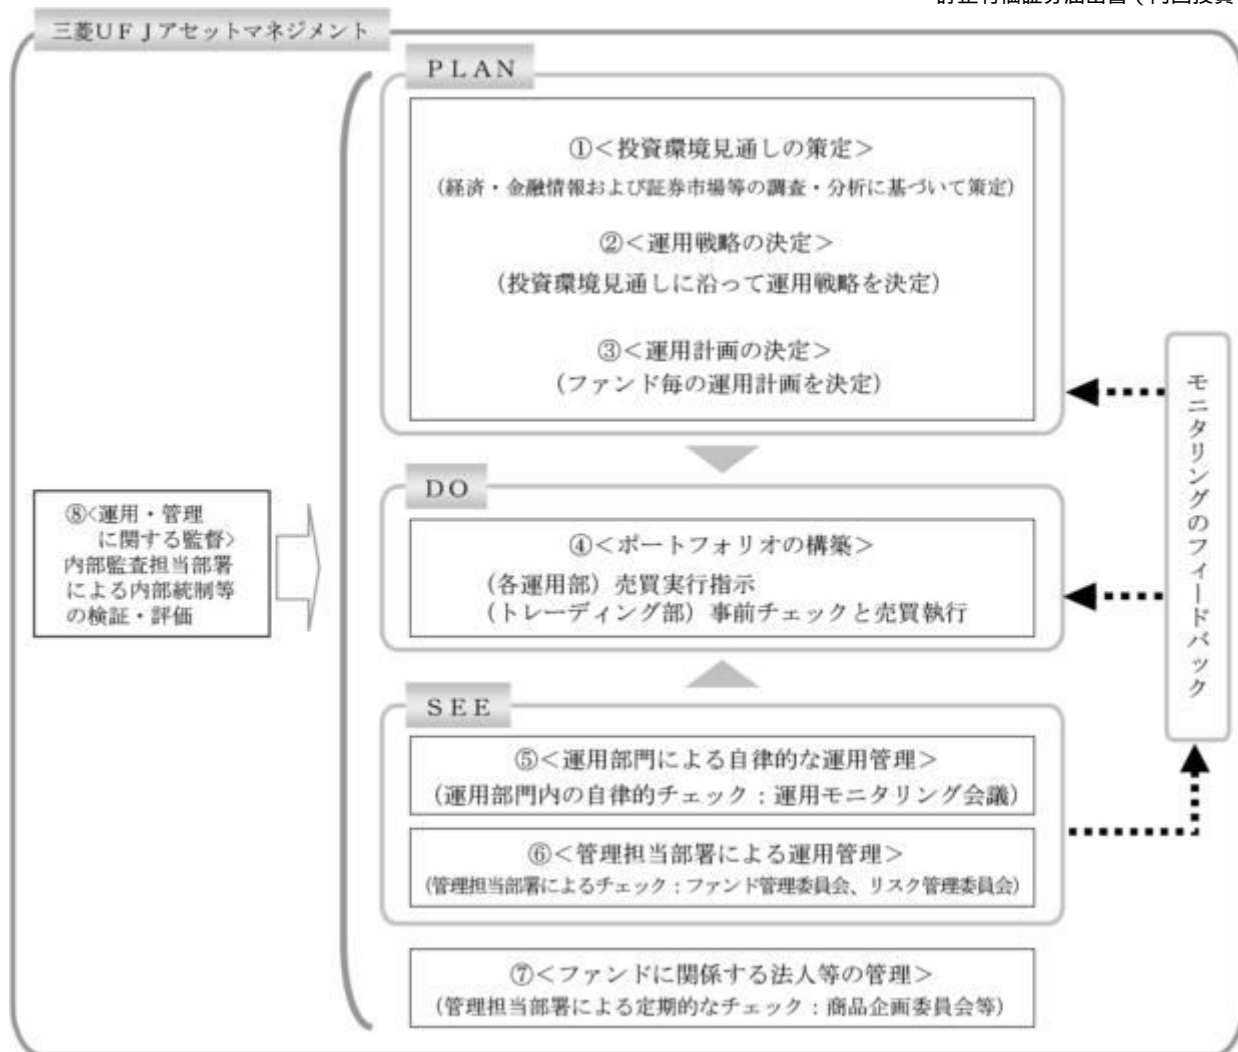 訂正有価証券届出書(内国投資
三菱UFJアセットマネジメント
PLAN
①<投資環境見通しの策定>
(経済・金融情報および証券市場等の調査・分析に基づいて策定)
②<運用戦略の決定>
(投資環境見通しに沿って運用戦略を決定)
③<運用計画の決定>
(ファンド毎の運用計画を決定)
DO
④<ポートフォリオの構築>
(各運用部)売買実行指示
(トレーディング部)事前チェックと売買執行
SEE
⑤<運用部門による自律的な運用管理>
(運用部門内の自律的チェック:運用モニタリング会議)
⑥<管理担当部署による運用管理>
(管理担当部署によるチェック:ファンド管理委員会、リスク管理委員会)
⑦<ファンドに関係する法人等の管理>
(管理担当部署による定期的なチェック:商品企画委員会等)
⑧<運用・管理
に関する監督>
内部監査担当部署
による内部統制等
の検証・評価
モニタリングのフィードバック